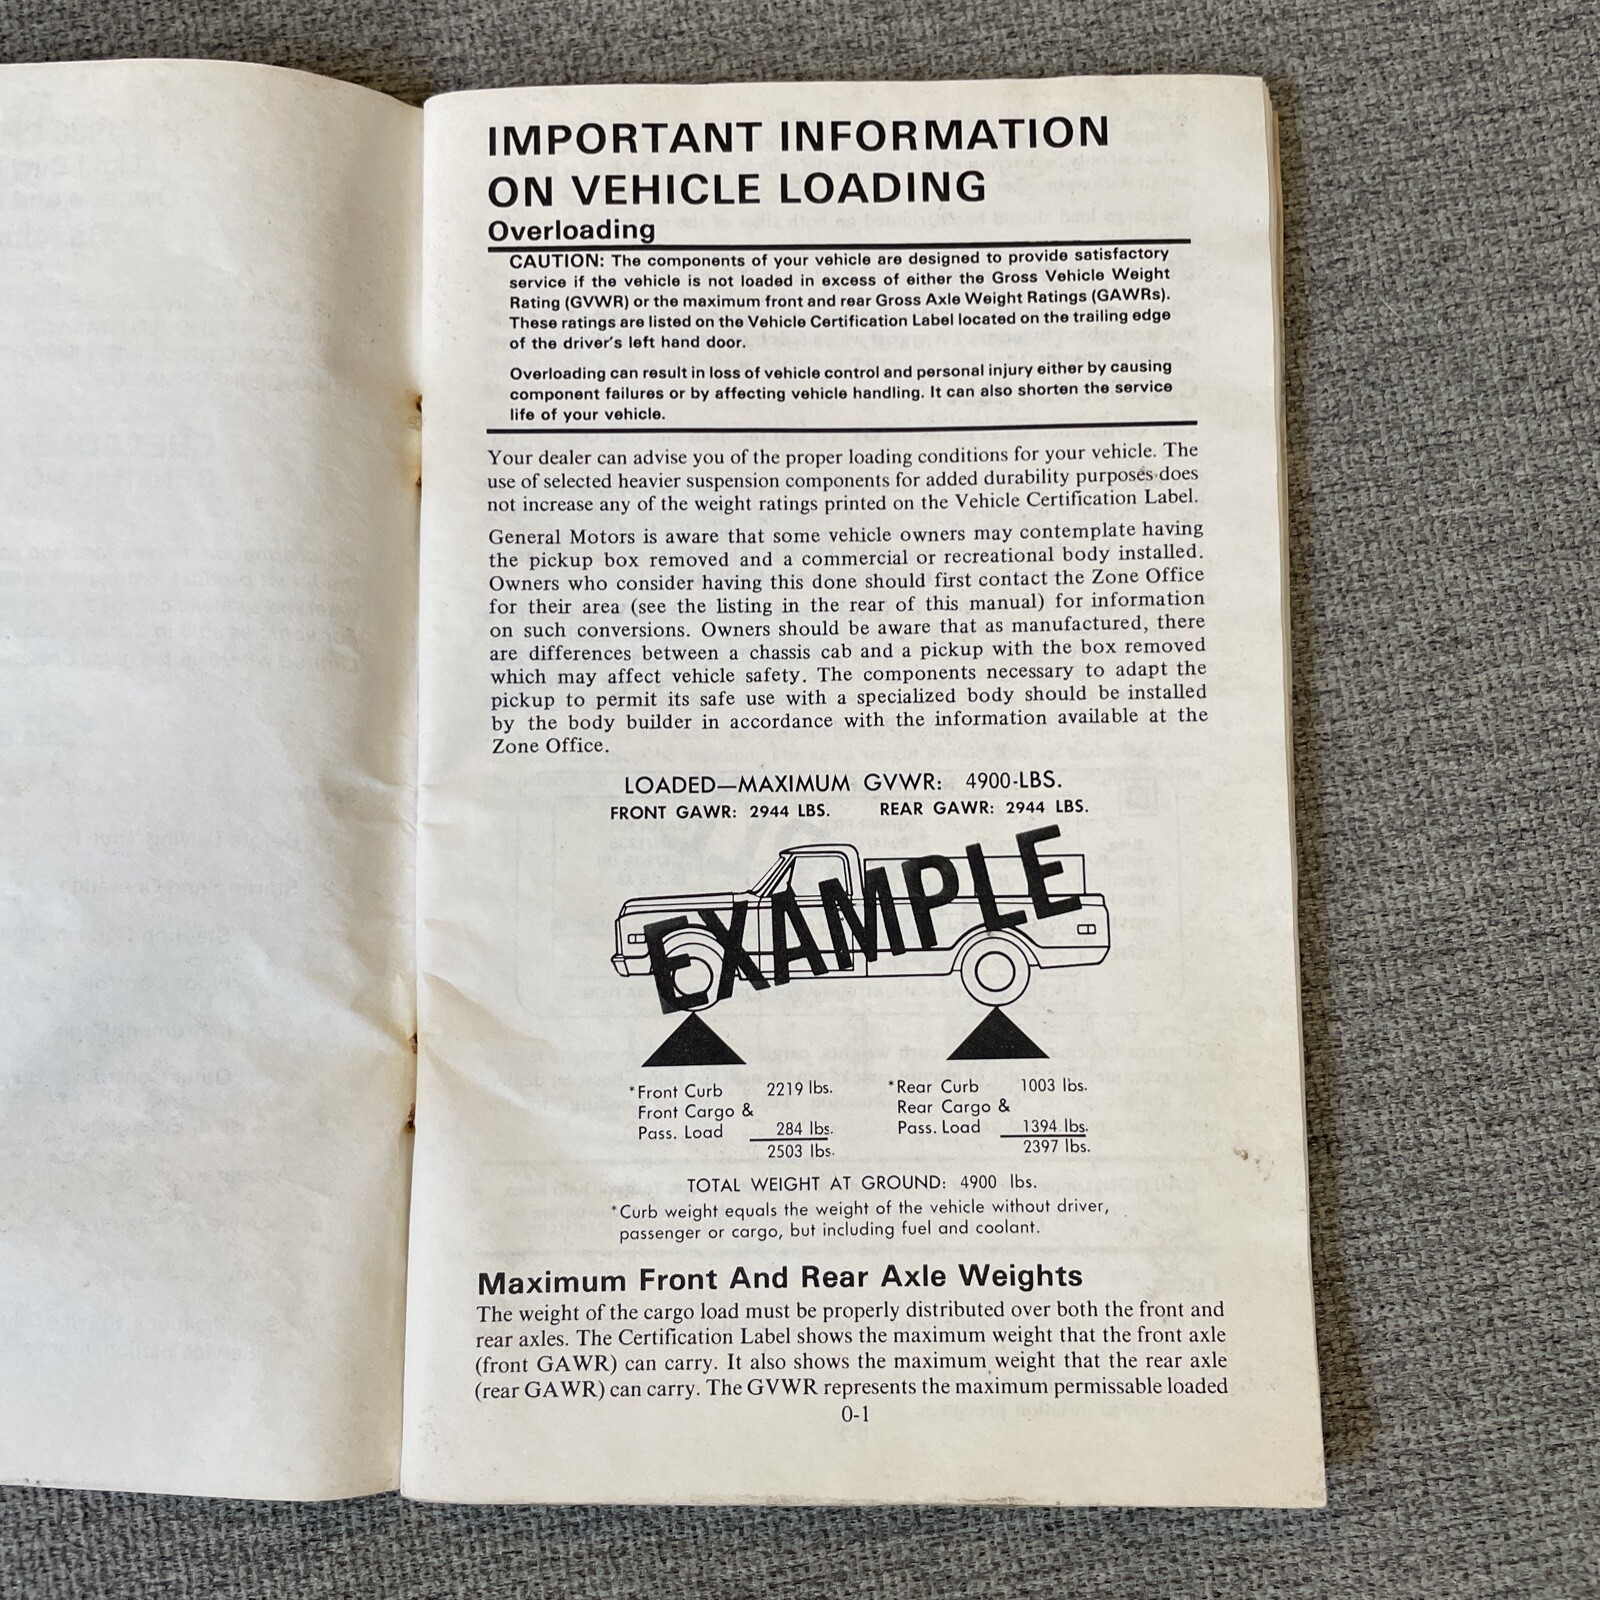 IMPORTANT INFORMATION
ON VEHICLE LOADING
Overloading
CAUTION: The components of your vehicle are designed to provide satisfactory
service if the vehicle is not loaded in excess of either the Gross Vehicle Weight
Rating (GVWR) or the maximum front and rear Gross Axle Weight Ratings (GAWRs).
These ratings are listed on the Vehicle Certification Label located on the trailing edge
of the driver's left hand door.
Overloading can result in loss of vehicle control and personal injury either by causing
component failures or by affecting vehicle handling. It can also shorten the service
life of your vehicle.
Your dealer can advise you of the proper loading conditions for your vehicle. The
use of selected heavier suspension components for added durability purposes does
not increase any of the weight ratings printed on the Vehicle Certification Label.
General Motors is aware that some vehicle owners may contemplate having
the pickup box removed and a commercial or recreational body installed.
Owners who consider having this done should first contact the Zone Office
for their area (see the listing in the rear of this manual) for information
on such conversions. Owners should be aware that as manufactured, there
are differences between a chassis cab and a pickup with the box removed
which may affect vehicle safety. The components necessary to adapt the
pickup to permit its safe use with a specialized body should be installed
by the body builder in accordance with the information available at the
Zone Office.
LOADED—MAXIMUM GVWR: 4900-LBS.
FRONT GAWR: 2944 LBS. REAR GAWR: 2944 LBS.
EXAMPLE
*Front Curb 2219 lbs. *Rear Curb 1003 lbs.
Front Cargo & Rear Cargo &
Pass. Load 284 lbs. Pass. Load 1394 lbs.
2503 lbs. 2397 lbs.
TOTAL WEIGHT AT GROUND: 4900 lbs.
*Curb weight equals the weight of the vehicle without driver,
passenger or cargo, but including fuel and coolant.
Maximum Front And Rear Axle Weights
The weight of the cargo load must be properly distributed over both the front and
rear axles. The Certification Label shows the maximum weight that the front axle
(front GAWR) can carry. It also shows the maximum weight that the rear axle
(rear GAWR) can carry. The GVWR represents the maximum permissable loaded
0-1